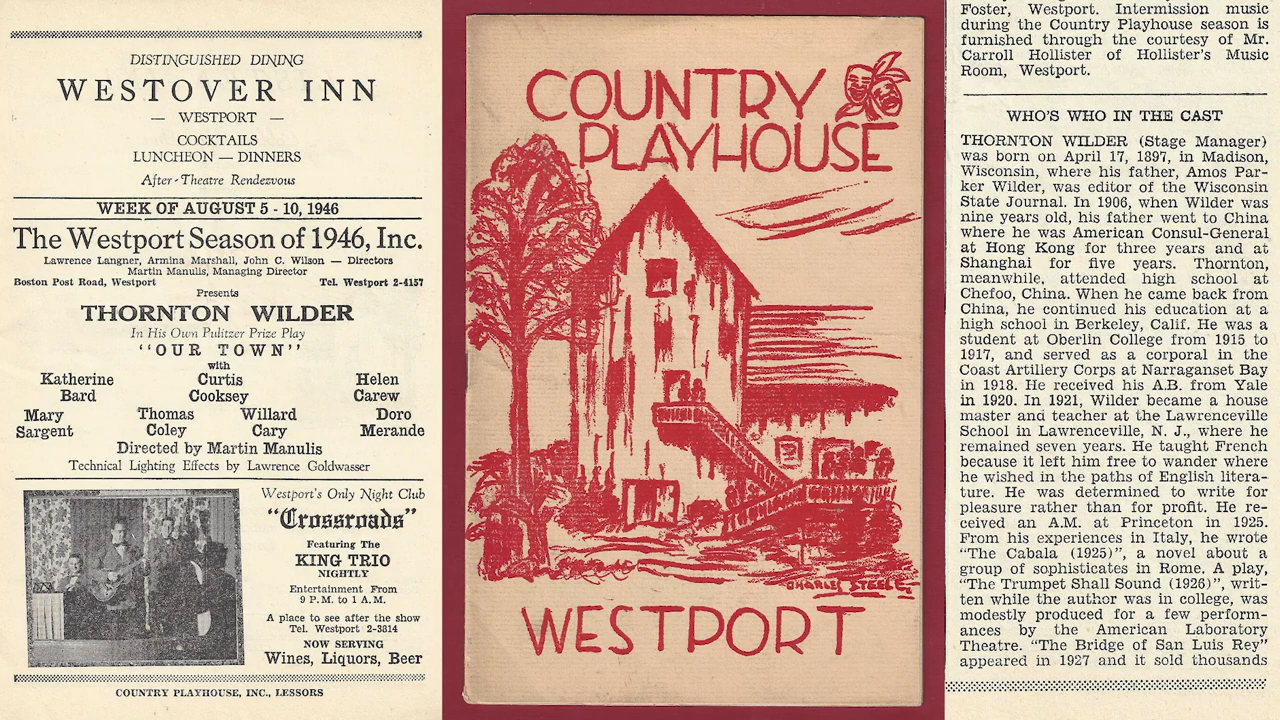 DISTINGUISHED DINING
WESTOVER INN
— WESTPORT —
COCKTAILS
LUNCHEON — DINNERS
After-Theatre Rendezvous
WEEK OF AUGUST 5 - 10, 1946
The Westport Season of 1946, Inc.
Lawrence Langner, Armina Marshall, John C. Wilson — Directors
Martin Manulis, Managing Director
Boston Post Road, Westport Tel. Westport 2-4157
Presents
THORNTON WILDER
In His Own Pulitzer Prize Play
"OUR TOWN"
with
Katherine Curtis Helen
Bard Cooksey Carew
Mary Thomas Willard Doro
Sargent Coley Cary Merande
Directed by Martin Manulis
Technical Lighting Effects by Lawrence Goldwasser
Westport's Only Night Club
"Crossroads"
Featuring The
KING TRIO
NIGHTLY
Entertainment From
9 P.M. to 1 A.M.
A place to see after the show
Tel. Westport 2-3814
NOW SERVING
Wines, Liquors, Beer
COUNTRY PLAYHOUSE, INC., LESSORS
COUNTRY
PLAYHOUSE
CHARLES STEELE
WESTPORT
Foster, Westport. Intermission music
during the Country Playhouse season is
furnished through the courtesy of Mr.
Carroll Hollister of Hollister's Music
Room, Westport.
WHO'S WHO IN THE CAST
THORNTON WILDER (Stage Manager)
was born on April 17, 1897, in Madison,
Wisconsin, where his father, Amos Par-
ker Wilder, was editor of the Wisconsin
State Journal. In 1906, when Wilder was
nine years old, his father went to China
where he was American Consul-General
at Hong Kong for three years and at
Shanghai for five years. Thornton,
meanwhile, attended high school at
Chefoo, China. When he came back from
China, he continued his education at a
high school in Berkeley, Calif. He was a
student at Oberlin College from 1915 to
1917, and served as a corporal in the
Coast Artillery Corps at Narraganset Bay
in 1918. He received his A.B. from Yale
in 1920. In 1921, Wilder became a house
master and teacher at the Lawrenceville
School in Lawrenceville, N. J., where he
remained seven years. He taught French
because it left him free to wander where
he wished in the paths of English litera-
ture. He was determined to write for
pleasure rather than for profit. He re-
ceived an A.M. at Princeton in 1925.
From his experiences in Italy, he wrote
"The Cabala (1925)", a novel about a
group of sophisticates in Rome. A play,
"The Trumpet Shall Sound (1926)", writ-
ten while the author was in college, was
modestly produced for a few perform-
ances by the American Laboratory
Theatre. "The Bridge of San Luis Rey"
appeared in 1927 and it sold thousands